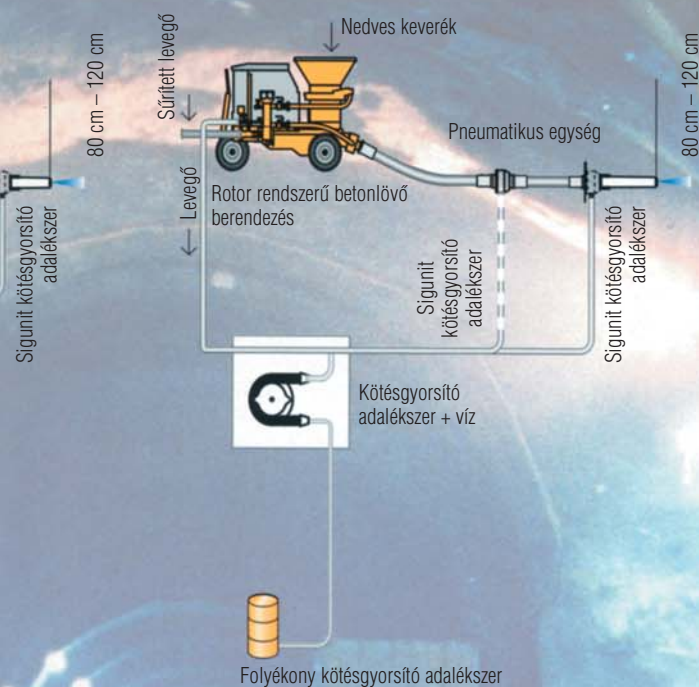 Nedves keverék
Sűrített levegő
80 cm – 120 cm
80 cm – 120 cm
Pneumatikus egység
Levegő
Rotor rendszerű betonlövő
berendezés
Sigunit kötésgyorsító
adalékszer
Sigunit
kötésgyorsító
adalékszer
Sigunit kötésgyorsító
adalékszer
Kötésgyorsító
adalékszer + víz
Folyékony kötésgyorsító adalékszer